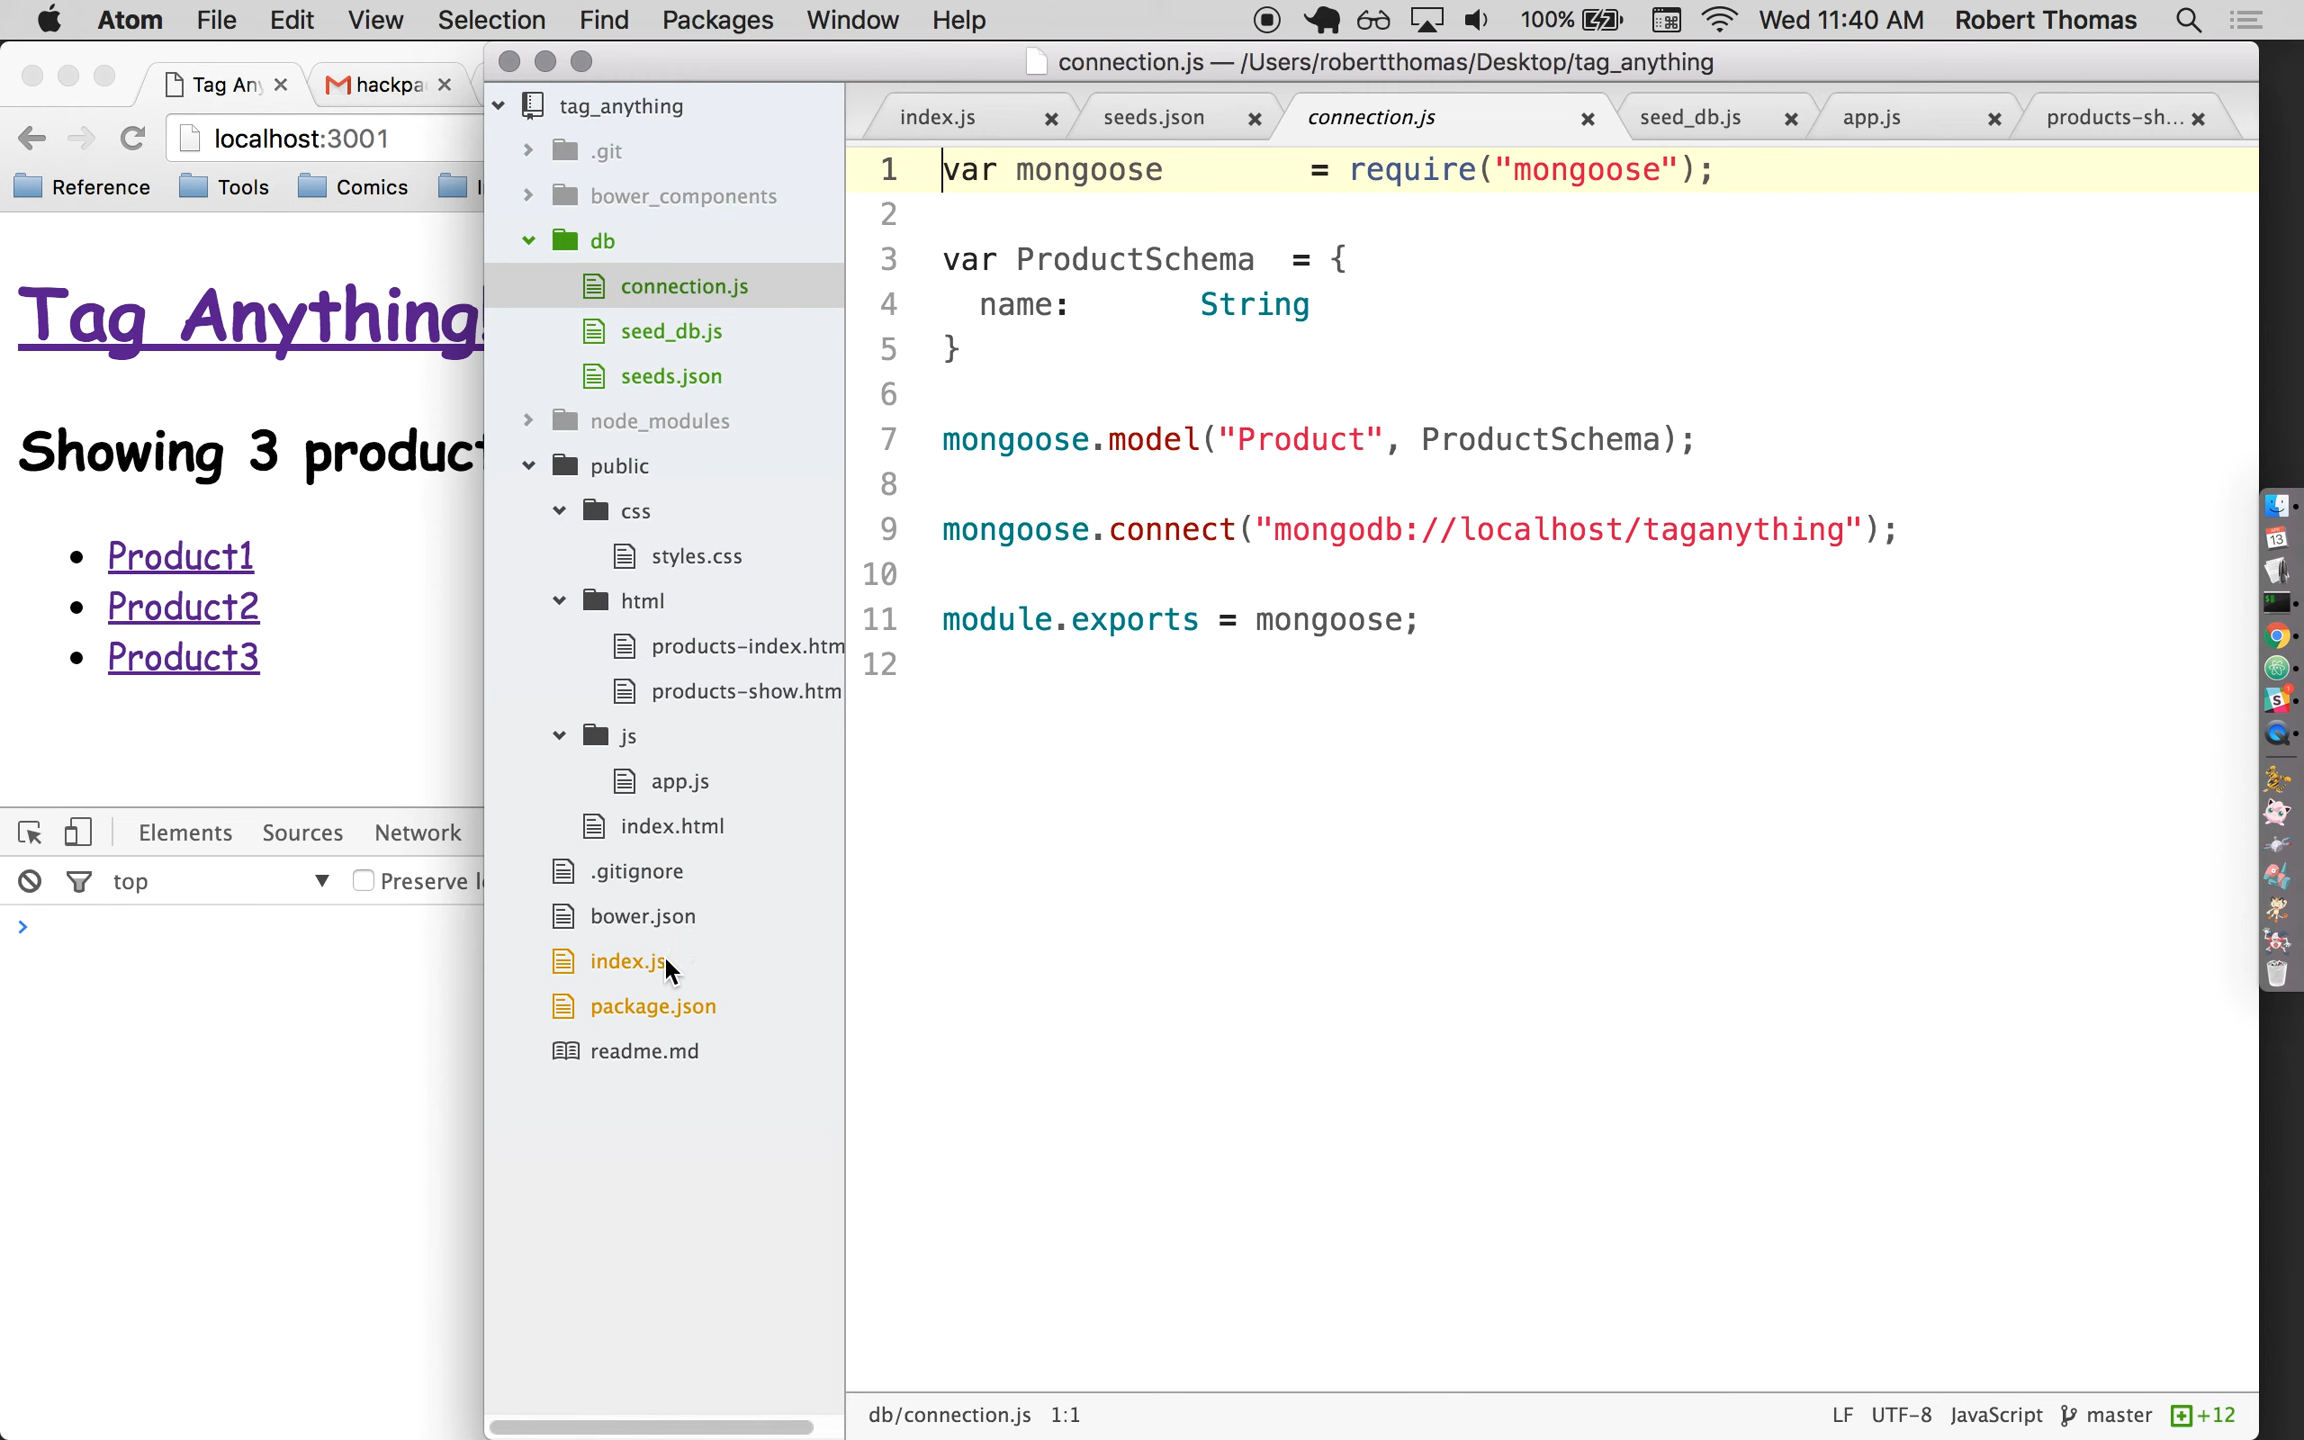 Atom File Edit View Selection Find Packages Window Help 100% Wed 11:40 AM Robert Thomas
connection.js — /Users/robertthomas/Desktop/tag_anything
Tag Any
hackpa
localhost:3001
Reference Tools Comics
Tag Anything
Showing 3 product
Product1
Product2
Product3
Elements Sources Network
top Preserve
tag_anything
.git
bower_components
db
connection.js
seed_db.js
seeds.json
node_modules
public
css
styles.css
html
products-index.htm
products-show.htm
js
app.js
index.html
.gitignore
bower.json
index.js
package.json
readme.md
index.js seeds.json connection.js seed_db.js app.js products-sh...
1 var mongoose = require("mongoose");
2
3 var ProductSchema = {
4 name: String
5 }
6
7 mongoose.model("Product", ProductSchema);
8
9 mongoose.connect("mongodb://localhost/taganything");
10
11 module.exports = mongoose;
12
db/connection.js 1:1 LF UTF-8 JavaScript master +12
13